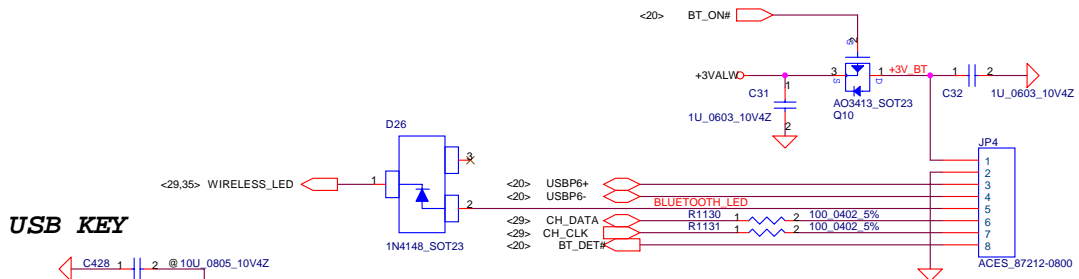 <20> BT_ON#
2
G
+3VALW
3
1
+3V_BT
1
2
S
D
C31
1
AO3413_SOT23
Q10
C32
1U_0603_10V4Z
1U_0603_10V4Z
2
D26
JP4
3
1
<29,35> WIRELESS_LED
1
2
<20> USBP6+
3
<20> USBP6-
4
BLUETOOTH_LED
2
5
<29> CH_DATA
R1130
1
2
100_0402_5%
6
<29> CH_CLK
R1131
1
2
100_0402_5%
7
<20> BT_DET#
8
USB KEY
1N4148_SOT23
ACES_87212-0800
C428
1
2
@10U_0805_10V4Z